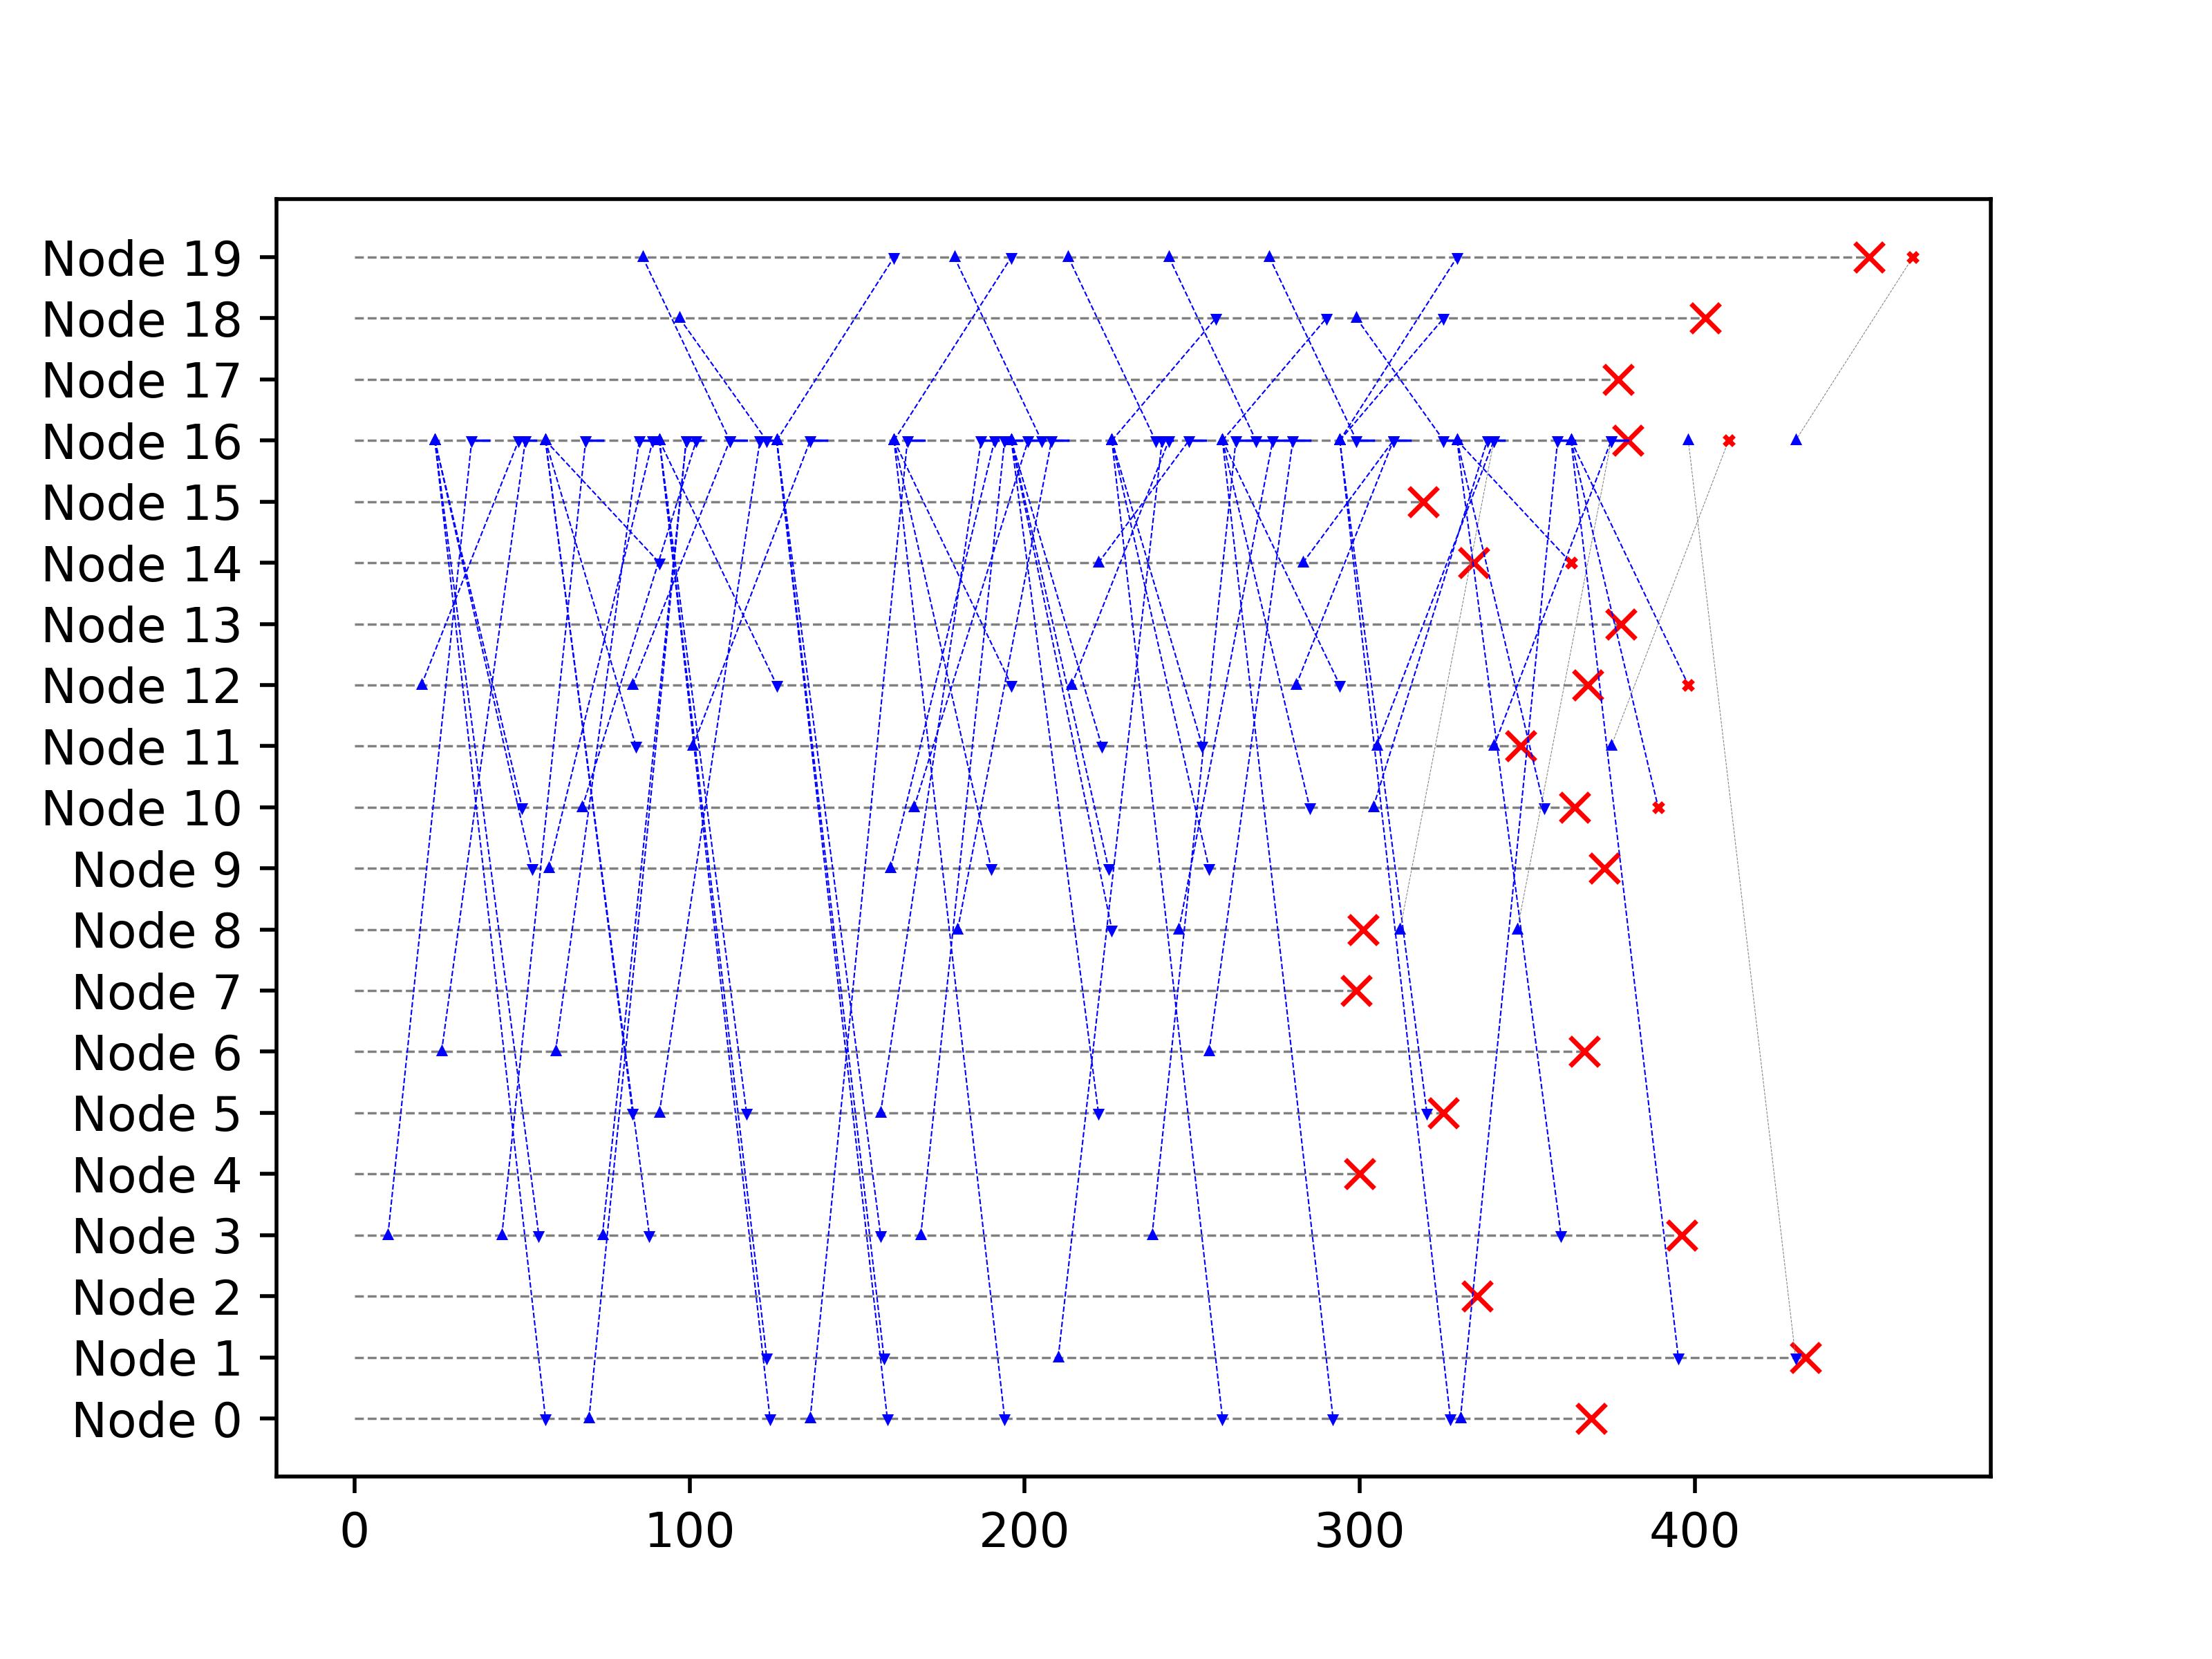 Node 19
Node 18
Node 17
Node 16
Node 15
Node 14
Node 13
Node 12
Node 11
Node 10
Node 9
Node 8
Node 7
Node 6
Node 5
Node 4
Node 3
Node 2
Node 1
Node 0
0 100 200 300 400